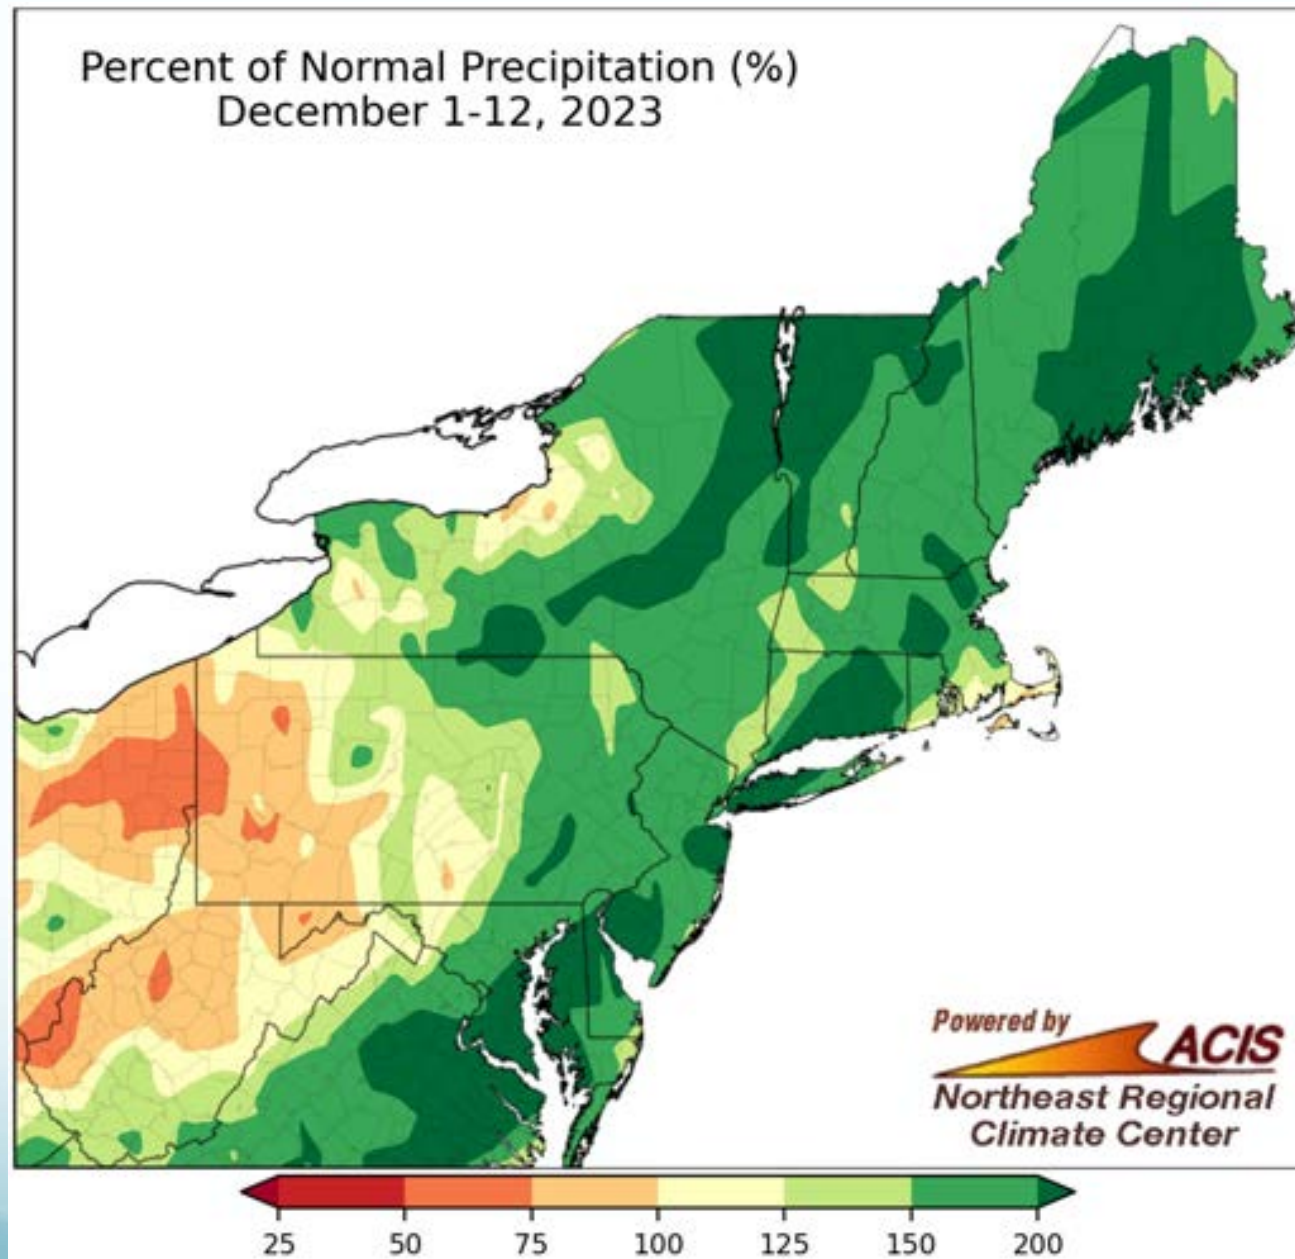 Percent of Normal Precipitation (%)
December 1-12, 2023
Powered by
ACIS
Northeast Regional
Climate Center
25 50 75 100 125 150 200